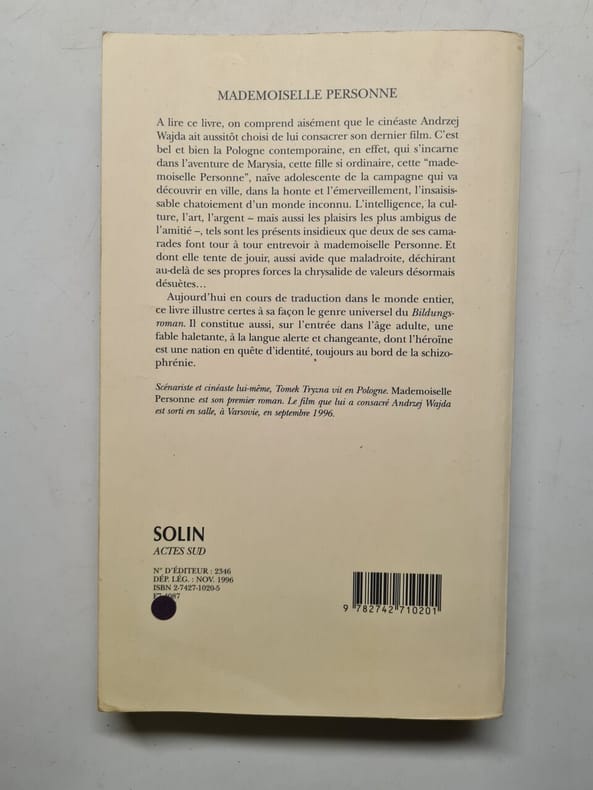 MADEMOISELLE PERSONNE
A lire ce livre, on comprend aisément que le cinéaste Andrzej
Wajda ait aussitôt choisi de lui consacrer son dernier film. C'est
bel et bien la Pologne contemporaine, en effet, qui s'incarne
dans l'aventure de Marysia, cette fille si ordinaire, cette "made-
moiselle Personne", naïve adolescente de la campagne qui va
découvrir en ville, dans la honte et l'émerveillement, l'insaisis-
sable chatoiement d'un monde inconnu. L'intelligence, la cul-
ture, l'art, l'argent – mais aussi les plaisirs les plus ambigus de
l'amitié –, tels sont les présents insidieux que deux de ses cama-
rades font tour à tour entrevoir à mademoiselle Personne. Et
dont elle tente de jouir, aussi avide que maladroite, déchirant
au-delà de ses propres forces la chrysalide de valeurs désormais
désuètes…
Aujourd'hui en cours de traduction dans le monde entier,
ce livre illustre certes à sa façon le genre universel du Bildungs-
roman. Il constitue aussi, sur l'entrée dans l'âge adulte, une
fable haletante, à la langue alerte et changeante, dont l'héroïne
est une nation en quête d'identité, toujours au bord de la schizo-
phrénie.
Scénariste et cinéaste lui-même, Tomek Tryzna vit en Pologne. Mademoiselle
Personne est son premier roman. Le film que lui a consacré Andrzej Wajda
est sorti en salle, à Varsovie, en septembre 1996.
SOLIN
ACTES SUD
N° D'ÉDITEUR : 2346
DÉP. LÉG. : NOV. 1996
ISBN 2-7427-1020-5
9 782742 710201